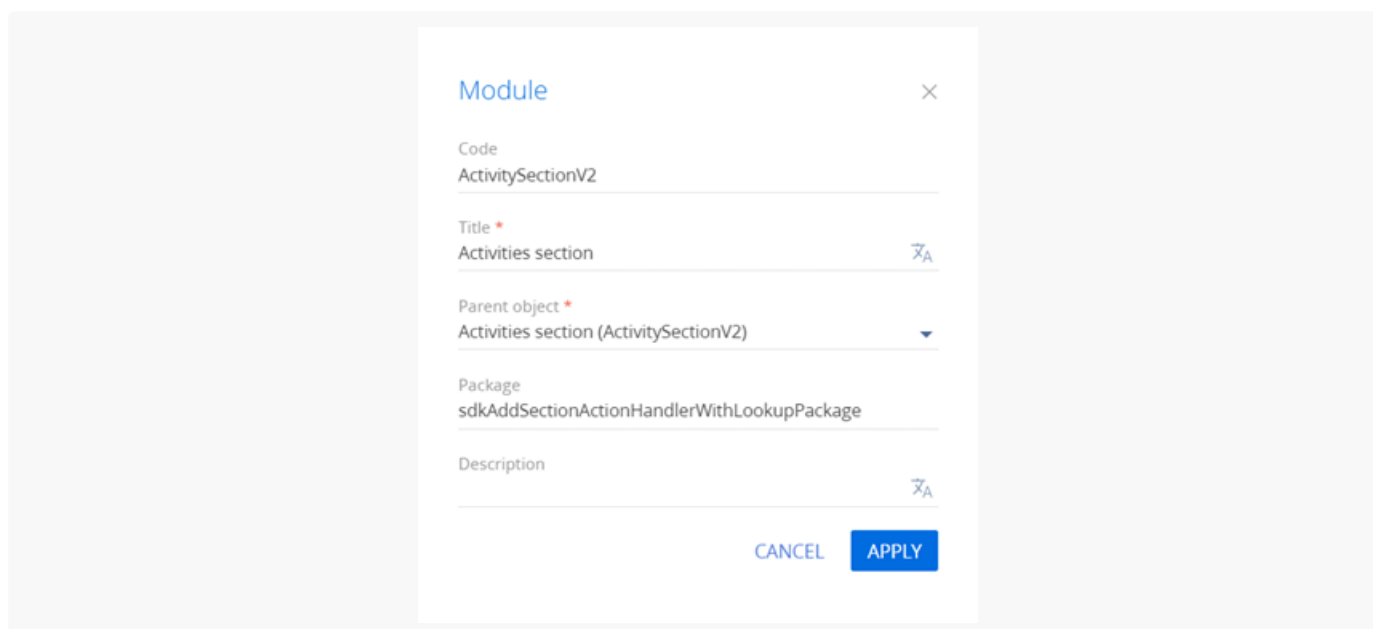 Module
Code
ActivitySectionV2
Title *
Activities section
Parent object *
Activities section (ActivitySectionV2)
Package
sdkAddSectionActionHandlerWithLookupPackage
Description
CANCEL APPLY